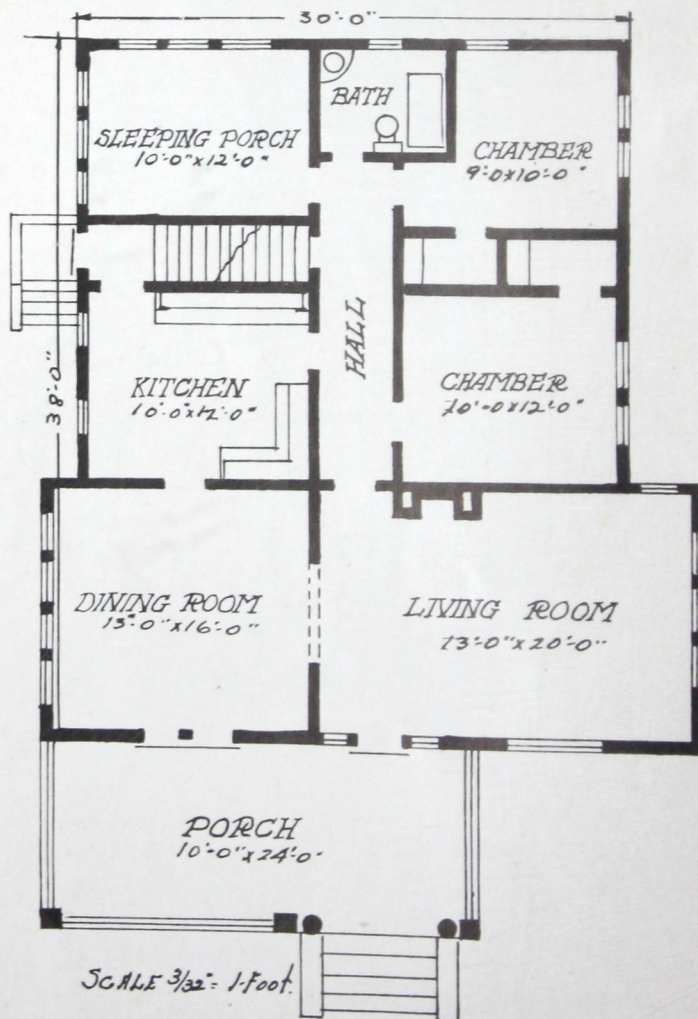 30'-0"
BATH
SLEEPING PORCH
10'-0"x12'-0"
CHAMBER
9'-0x10'-0"
HALL
38'-0"
KITCHEN
10'-0"x12'-0"
CHAMBER
10'-0x12'-0"
DINING ROOM
13'-0"x16'-0"
LIVING ROOM
13'-0"x20'-0"
PORCH
10'-0"x24'-0"
SCALE 3/32" = 1-Foot.